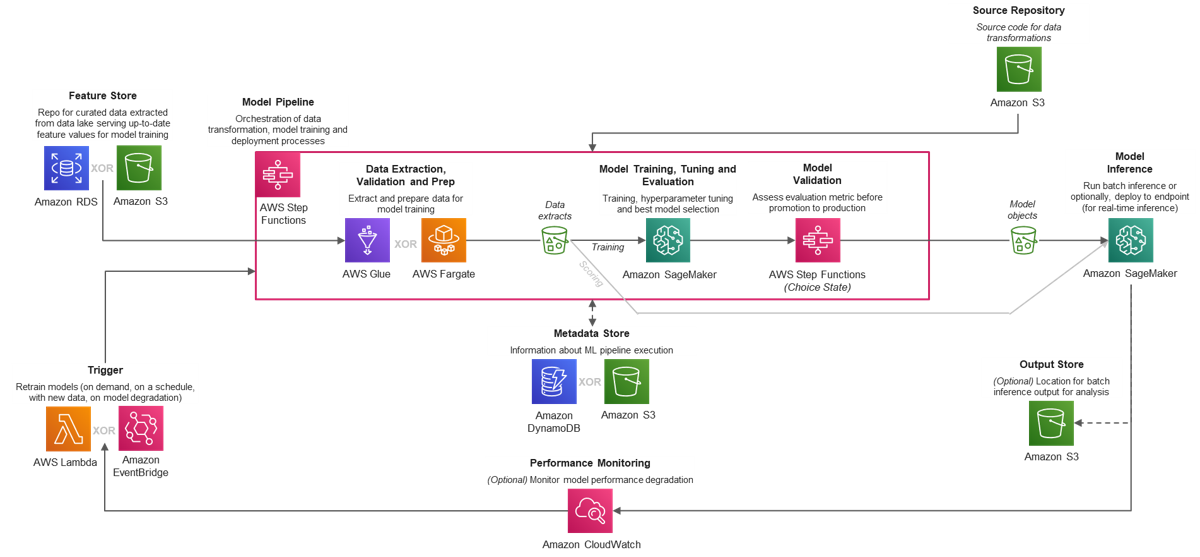 Source Repository
Source code for data
transformations
Amazon S3
Feature Store
Repo for curated data extracted
from data lake serving up-to-date
feature values for model training
XOR
Amazon RDS
Amazon S3
Model Pipeline
Orchestration of data
transformation, model training and
deployment processes
AWS Step
Functions
Data Extraction,
Validation and Prep
Extract and prepare data for
model training
XOR
AWS Glue
AWS Fargate
Data
extracts
Training
Scoring
Model Training, Tuning and
Evaluation
Training, hyperparameter tuning
and best model selection
Amazon SageMaker
Model
Validation
Assess evaluation metric before
promotion to production
AWS Step Functions
(Choice State)
Model
objects
Model
Inference
Run batch inference or
optionally, deploy to endpoint
(for real-time inference)
Amazon SageMaker
Metadata Store
Information about ML pipeline execution
XOR
Amazon
DynamoDB
Amazon
S3
Trigger
Retrain models (on demand, on a schedule,
with new data, on model degradation)
XOR
AWS Lambda
Amazon
EventBridge
Output Store
(Optional) Location for batch
inference output for analysis
Amazon S3
Performance Monitoring
(Optional) Monitor model performance degradation
Amazon CloudWatch